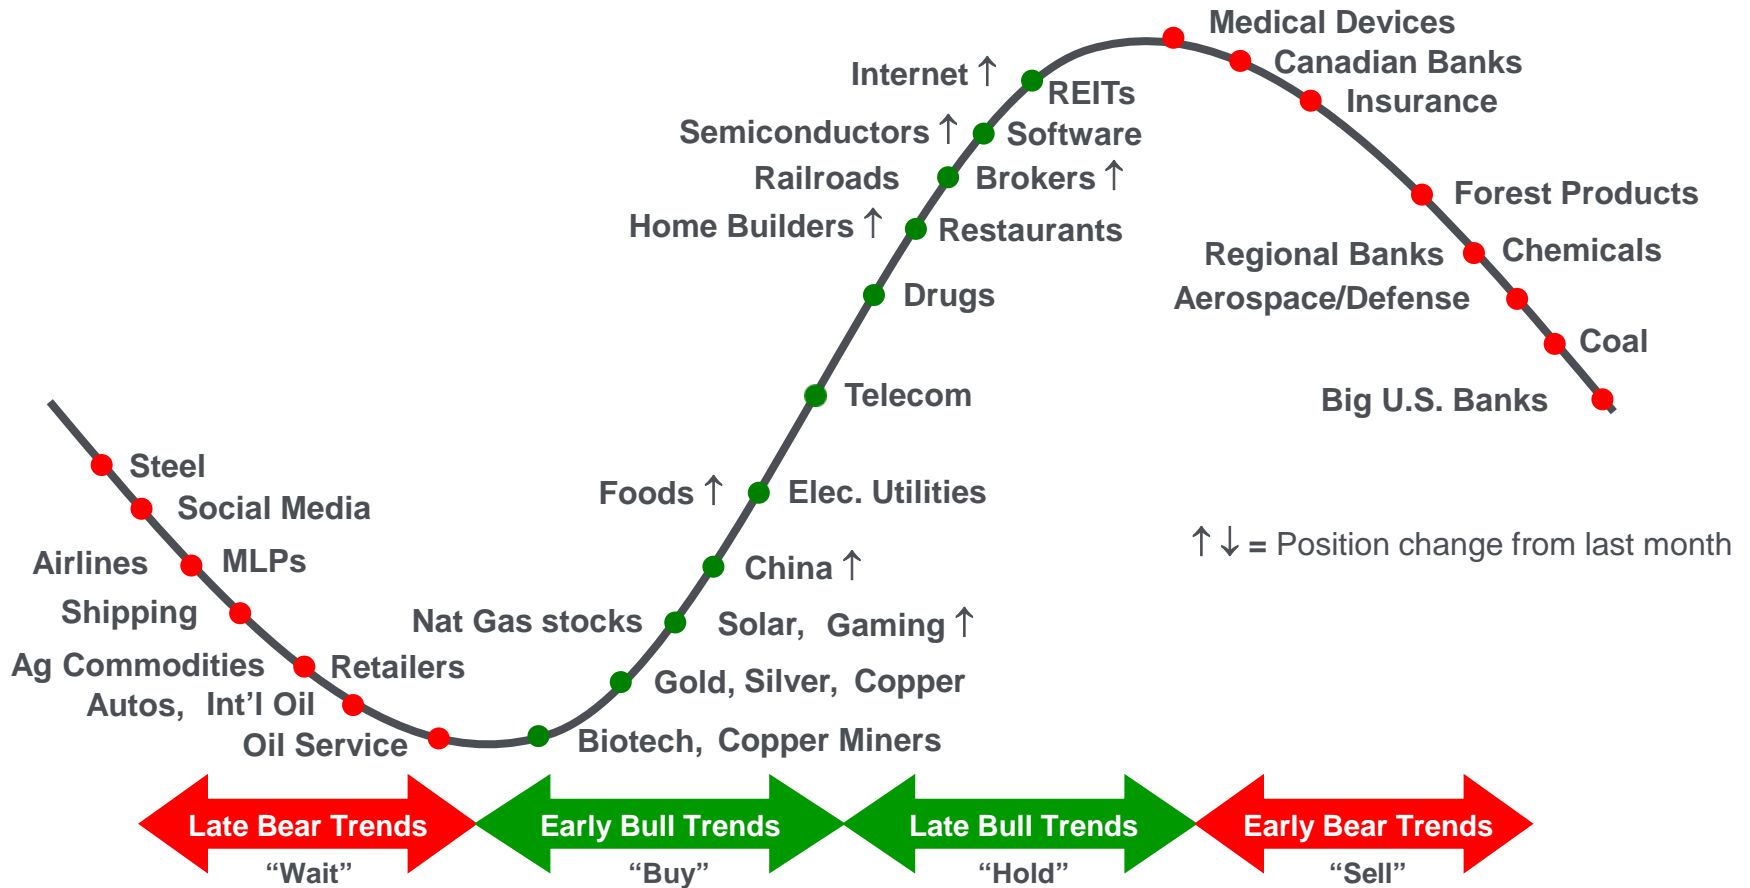 Medical Devices
Canadian Banks
Internet ↑
REITs
Insurance
Semiconductors ↑ Software
Railroads Brokers ↑
Forest Products
Home Builders ↑ Restaurants
Regional Banks Chemicals
Drugs
Aerospace/Defense
Coal
Telecom
Big U.S. Banks
Steel
Foods ↑ Elec. Utilities
Social Media
↑↓ = Position change from last month
Airlines MLPs
China ↑
Shipping
Nat Gas stocks Solar, Gaming ↑
Ag Commodities Retailers
Gold, Silver, Copper
Autos, Int’l Oil
Oil Service
Biotech, Copper Miners
Late Bear Trends Early Bull Trends Late Bull Trends Early Bear Trends
“Wait” “Buy” “Hold” “Sell”